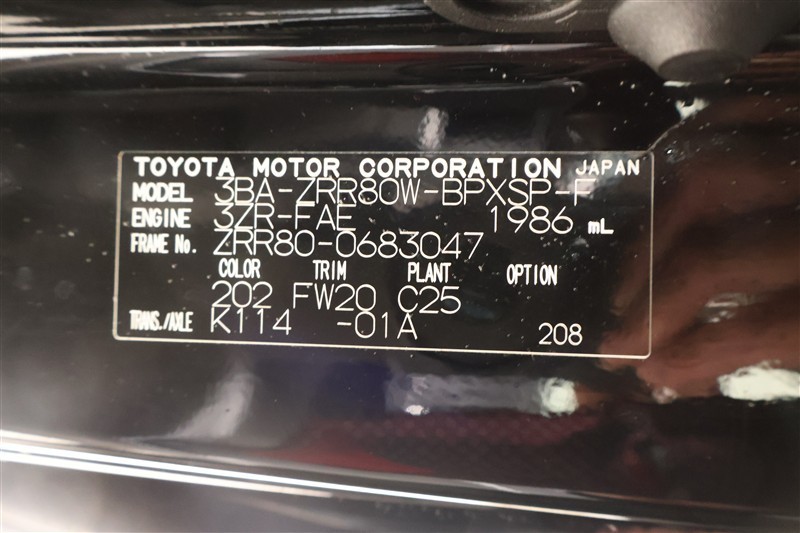 TOYOTA MOTOR CORPORATION JAPAN
MODEL 3BA-ZRR80W-BPXSP-F
ENGINE 3ZR-FAE 1986 mL
FRAME No. ZRR80-0683047
COLOR TRIM PLANT OPTION
202 FW20 C25
TRANS./AXLE K114 -01A 208